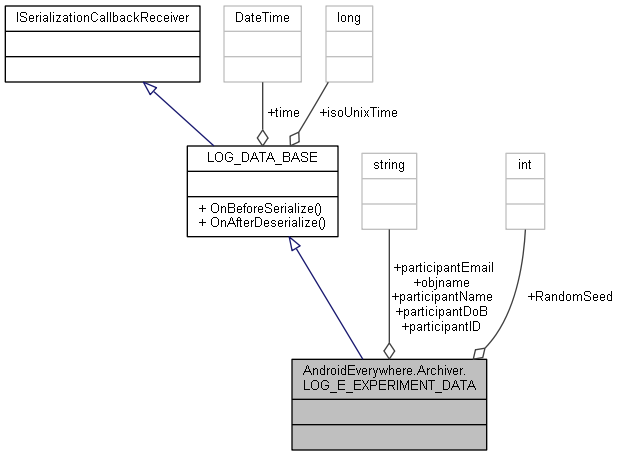 ISerializationCallbackReceiver
DateTime
long
+time
+isoUnixTime
LOG_DATA_BASE
+ OnBeforeSerialize()
+ OnAfterDeserialize()
string
int
+participantEmail
+objname
+participantName
+participantDoB
+participantID
+RandomSeed
AndroidEverywhere.Archiver.
LOG_E_EXPERIMENT_DATA